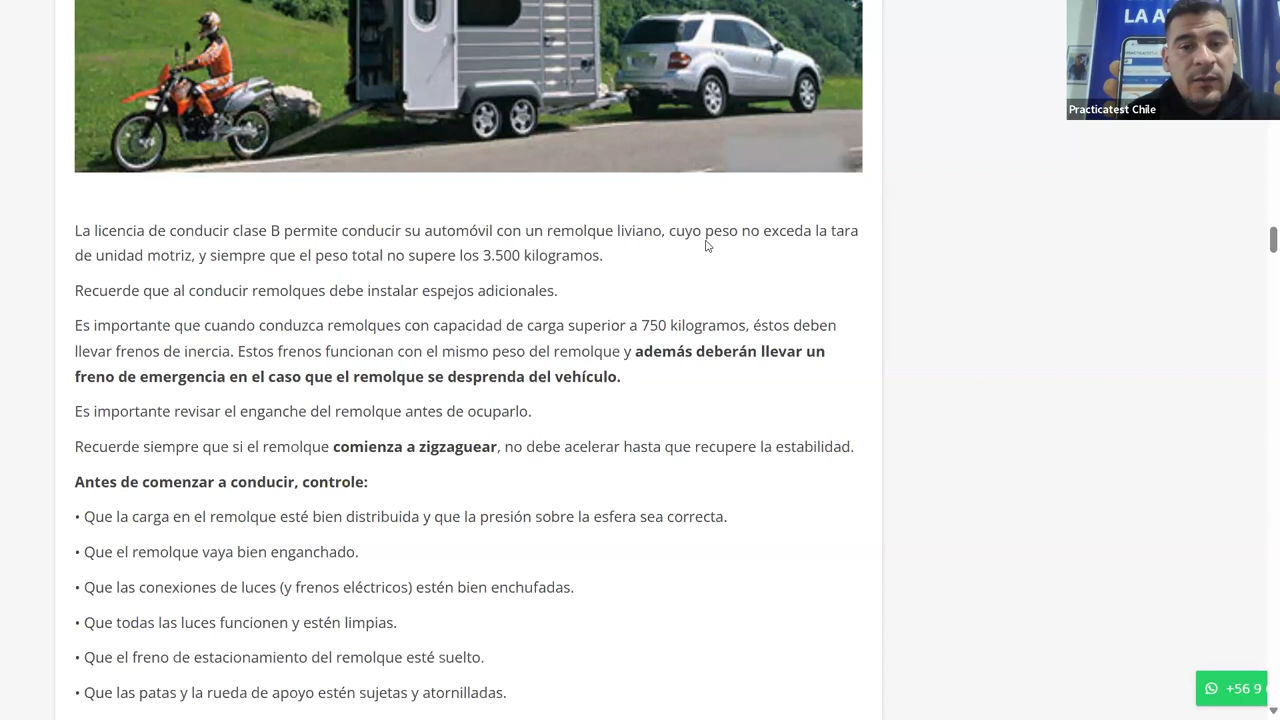 LA A
Practicatest Chile
La licencia de conducir clase B permite conducir su automóvil con un remolque liviano, cuyo peso no exceda la tara
de unidad motriz, y siempre que el peso total no supere los 3.500 kilogramos.
Recuerde que al conducir remolques debe instalar espejos adicionales.
Es importante que cuando conduzca remolques con capacidad de carga superior a 750 kilogramos, éstos deben
llevar frenos de inercia. Estos frenos funcionan con el mismo peso del remolque y además deberán llevar un
freno de emergencia en el caso que el remolque se desprenda del vehículo.
Es importante revisar el enganche del remolque antes de ocuparlo.
Recuerde siempre que si el remolque comienza a zigzaguear, no debe acelerar hasta que recupere la estabilidad.
Antes de comenzar a conducir, controle:
• Que la carga en el remolque esté bien distribuida y que la presión sobre la esfera sea correcta.
• Que el remolque vaya bien enganchado.
• Que las conexiones de luces (y frenos eléctricos) estén bien enchufadas.
• Que todas las luces funcionen y estén limpias.
• Que el freno de estacionamiento del remolque esté suelto.
• Que las patas y la rueda de apoyo estén sujetas y atornilladas.
+56 9